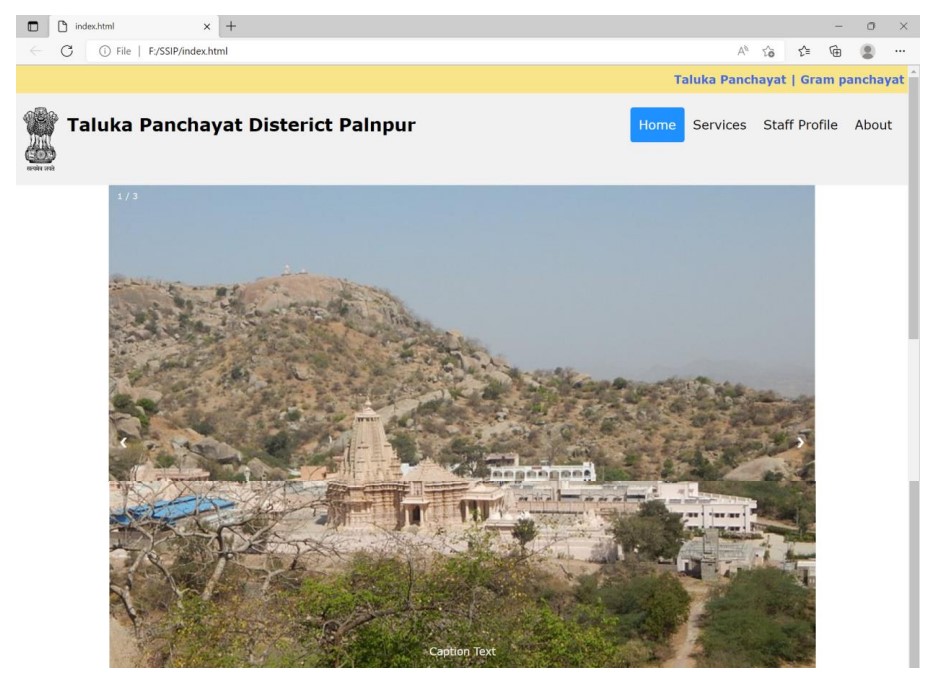 index.html
File | F:/SSIP/index.html
Taluka Panchayat | Gram panchayat
सत्यमेव जयते
Taluka Panchayat Disterict Palnpur
Home Services Staff Profile About
1 / 3
Caption Text